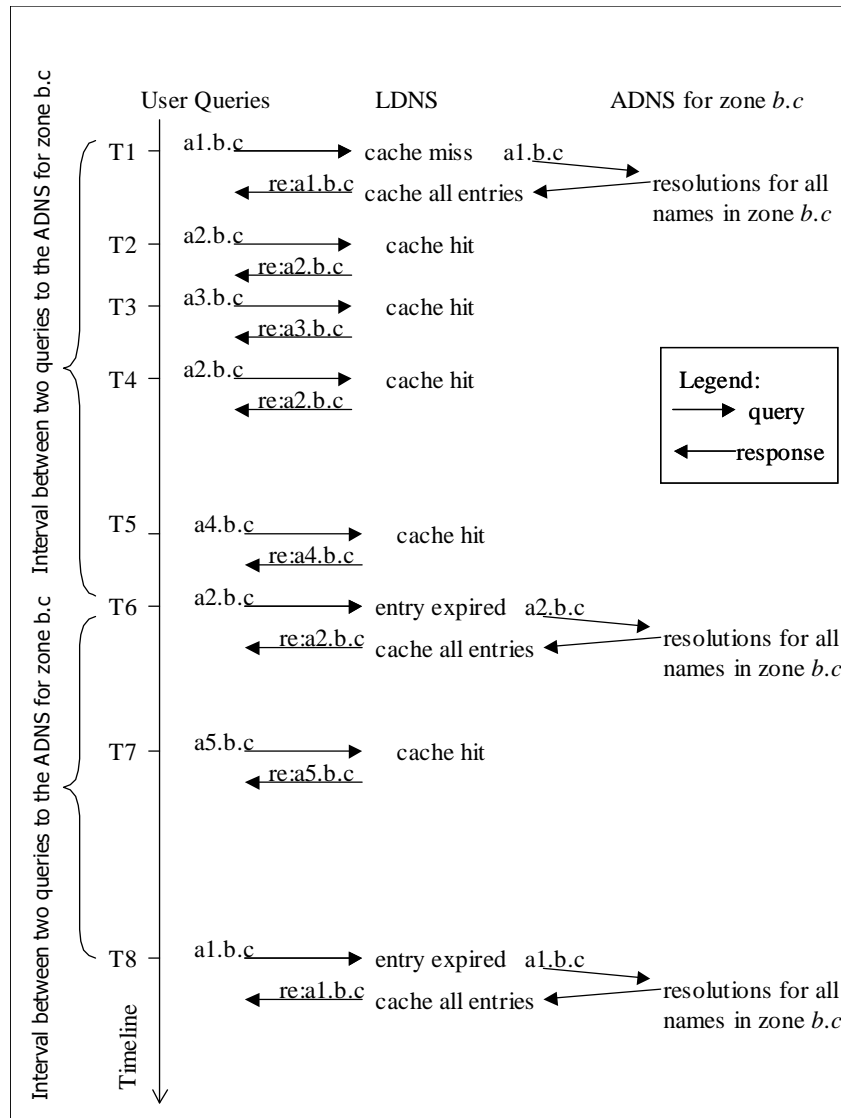 User Queries LDNS ADNS for zone b.c
Interval between two queries to the ADNS for zone b.c
T1 a1.b.c cache miss a1.b.c
re:a1.b.c cache all entries resolutions for all
names in zone b.c
T2 a2.b.c cache hit
re:a2.b.c
T3 a3.b.c cache hit
re:a3.b.c
T4 a2.b.c cache hit
re:a2.b.c
Legend:
query
response
T5 a4.b.c cache hit
re:a4.b.c
T6 a2.b.c entry expired a2.b.c
re:a2.b.c cache all entries resolutions for all
names in zone b.c
Interval between two queries to the ADNS for zone b.c
T7 a5.b.c cache hit
re:a5.b.c
T8 a1.b.c entry expired a1.b.c
re:a1.b.c cache all entries resolutions for all
names in zone b.c
Timeline